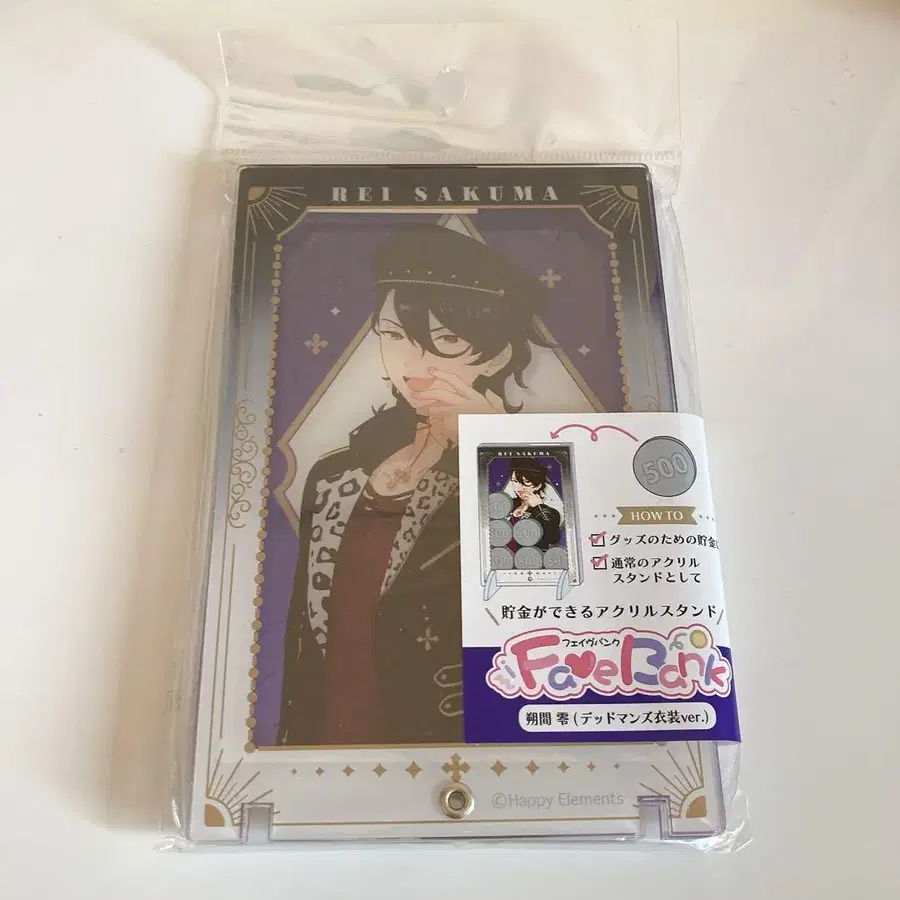 REI SAKUMA
REI SAKUMA
500
HOW TO
グッズのための貯金
通常のアクリル
スタンドとして
貯金ができるアクリルスタンド
フェイヴバンク
FaveBank
朔間 零 (デッドマンズ衣装ver.)
©Happy Elements